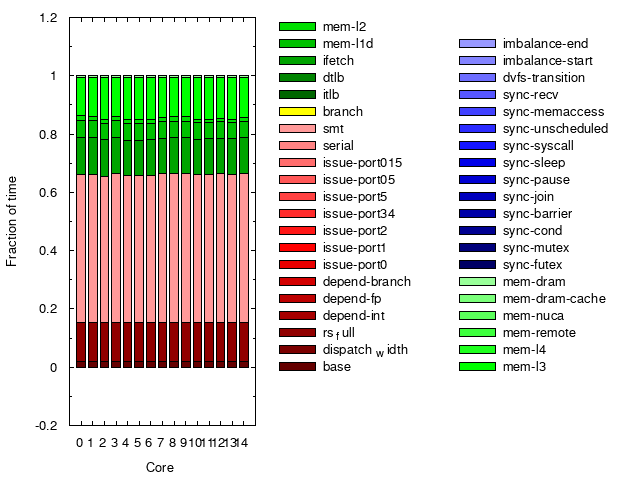 1.2
1
0.8
0.6
0.4
0.2
0
-0.2
Fraction of time
0 1 2 3 4 5 6 7 8 9 10 11 12 13 14
Core
mem-l2
mem-l1d
ifetch
dtlb
itlb
branch
smt
serial
issue-port015
issue-port05
issue-port5
issue-port34
issue-port2
issue-port1
issue-port0
depend-branch
depend-fp
depend-int
rsfull
dispatchwidth
base
imbalance-end
imbalance-start
dvfs-transition
sync-recv
sync-memaccess
sync-unscheduled
sync-syscall
sync-sleep
sync-pause
sync-join
sync-barrier
sync-cond
sync-mutex
sync-futex
mem-dram
mem-dram-cache
mem-nuca
mem-remote
mem-l4
mem-l3